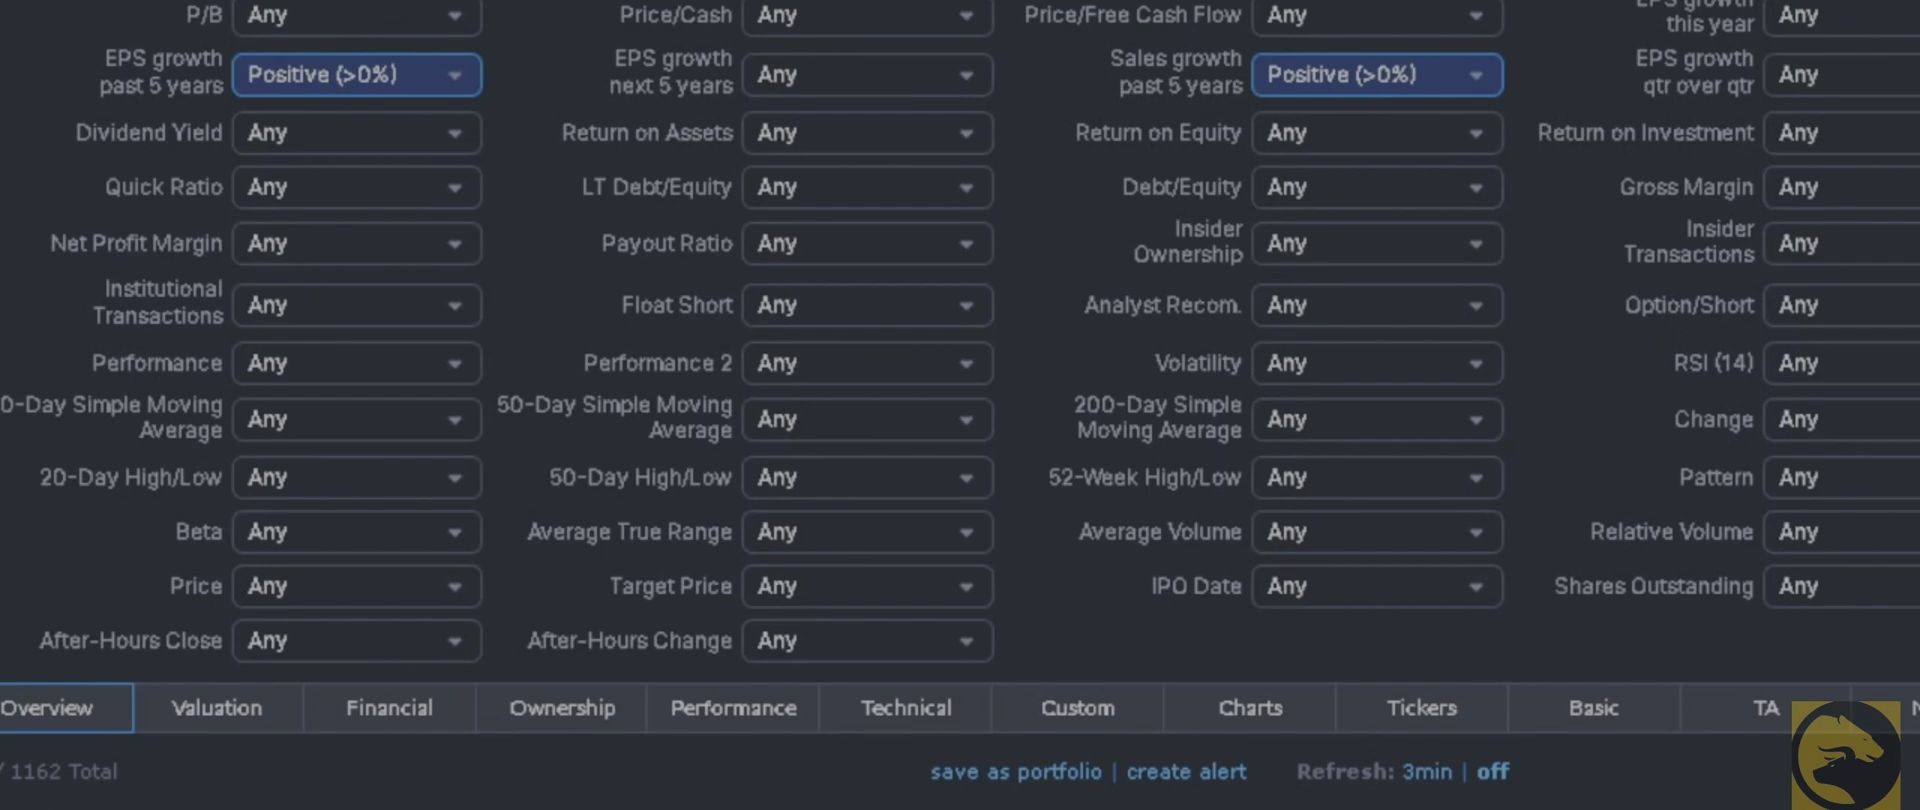 P/B Any Price/Cash Any Price/Free Cash Flow Any EPS growth this year Any
EPS growth past 5 years Positive (>0%) EPS growth next 5 years Any Sales growth past 5 years Positive (>0%) EPS growth qtr over qtr Any
Dividend Yield Any Return on Assets Any Return on Equity Any Return on Investment Any
Quick Ratio Any LT Debt/Equity Any Debt/Equity Any Gross Margin Any
Net Profit Margin Any Payout Ratio Any Insider Ownership Any Insider Transactions Any
Institutional Transactions Any Float Short Any Analyst Recom. Any Option/Short Any
Performance Any Performance 2 Any Volatility Any RSI (14) Any
0-Day Simple Moving Average Any 50-Day Simple Moving Average Any 200-Day Simple Moving Average Any Change Any
20-Day High/Low Any 50-Day High/Low Any 52-Week High/Low Any Pattern Any
Beta Any Average True Range Any Average Volume Any Relative Volume Any
Price Any Target Price Any IPO Date Any Shares Outstanding Any
After-Hours Close Any After-Hours Change Any
Overview Valuation Financial Ownership Performance Technical Custom Charts Tickers Basic TA
/ 1162 Total save as portfolio | create alert Refresh: 3min | off